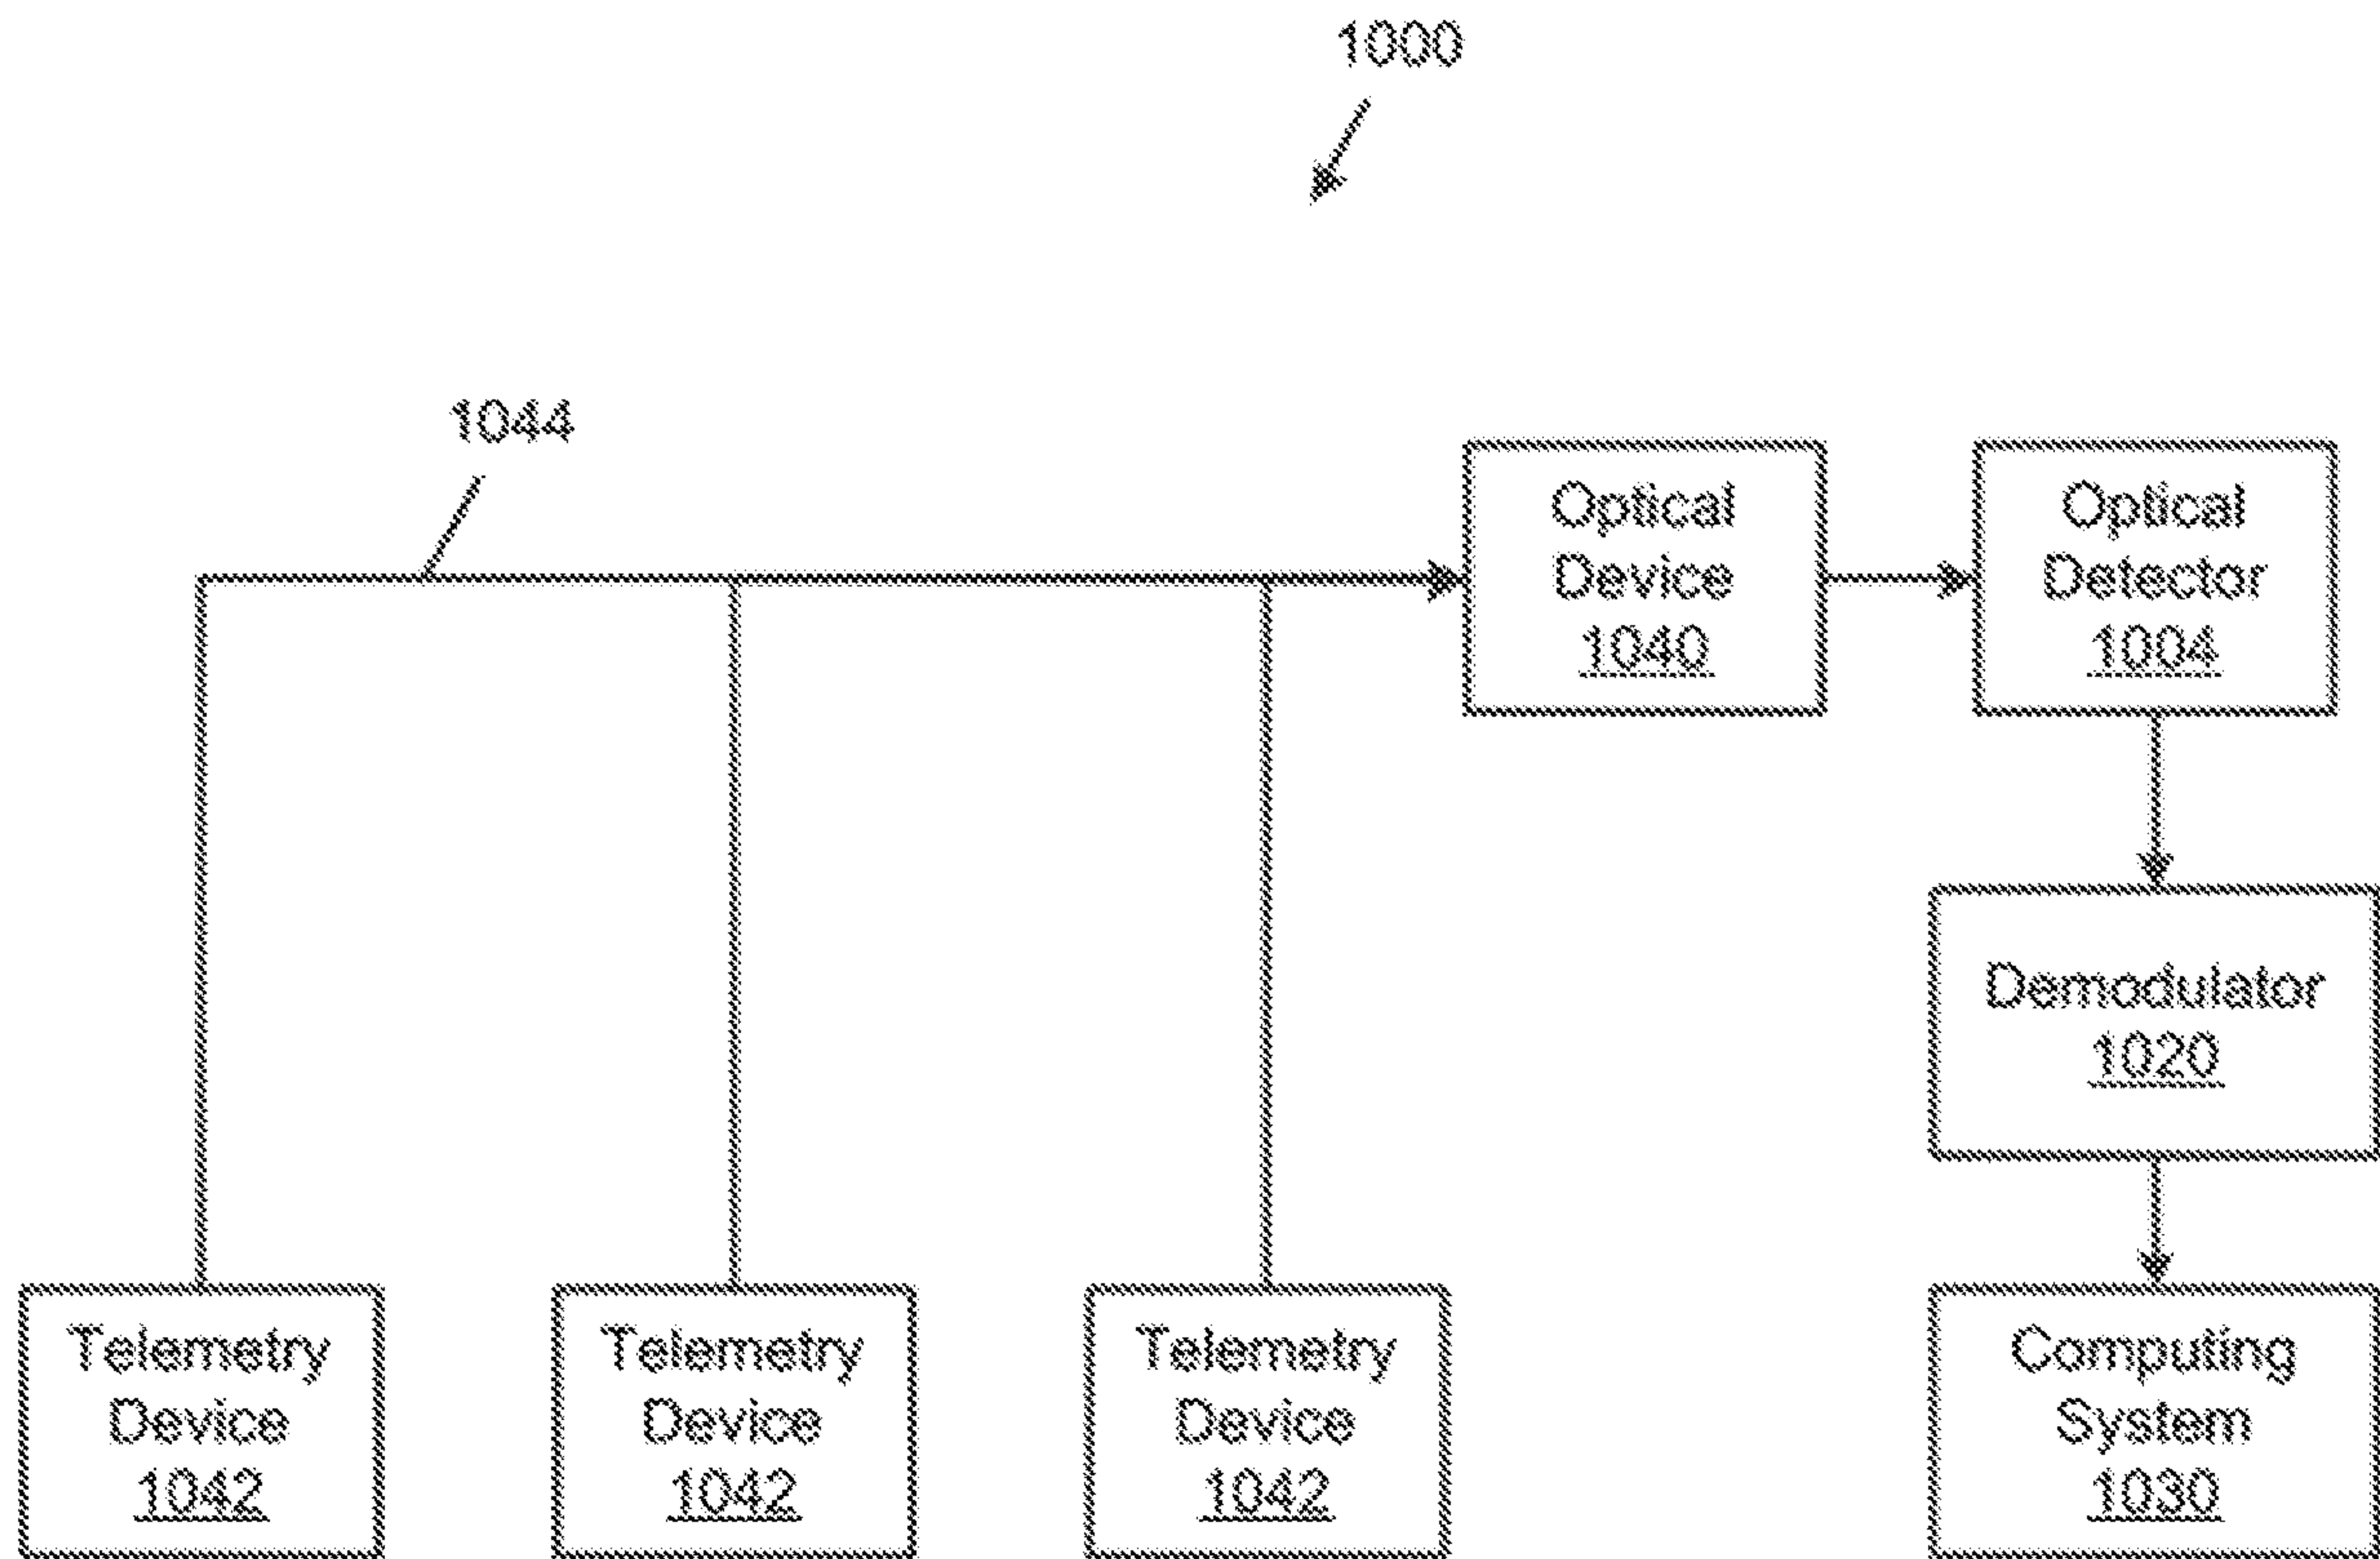 1000
1044
Optical
Device
1040
Optical
Detector
1004
Demodulator
1020
Telemetry
Device
1042
Telemetry
Device
1042
Telemetry
Device
1042
Computing
System
1030